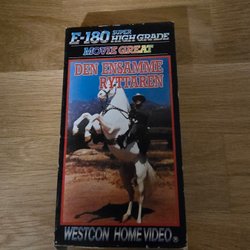 E-180 SUPER HIGH GRADE
MOVIE GREAT
DEN ENSAMME
RYTTAREN
WESTCON HOME VIDEO